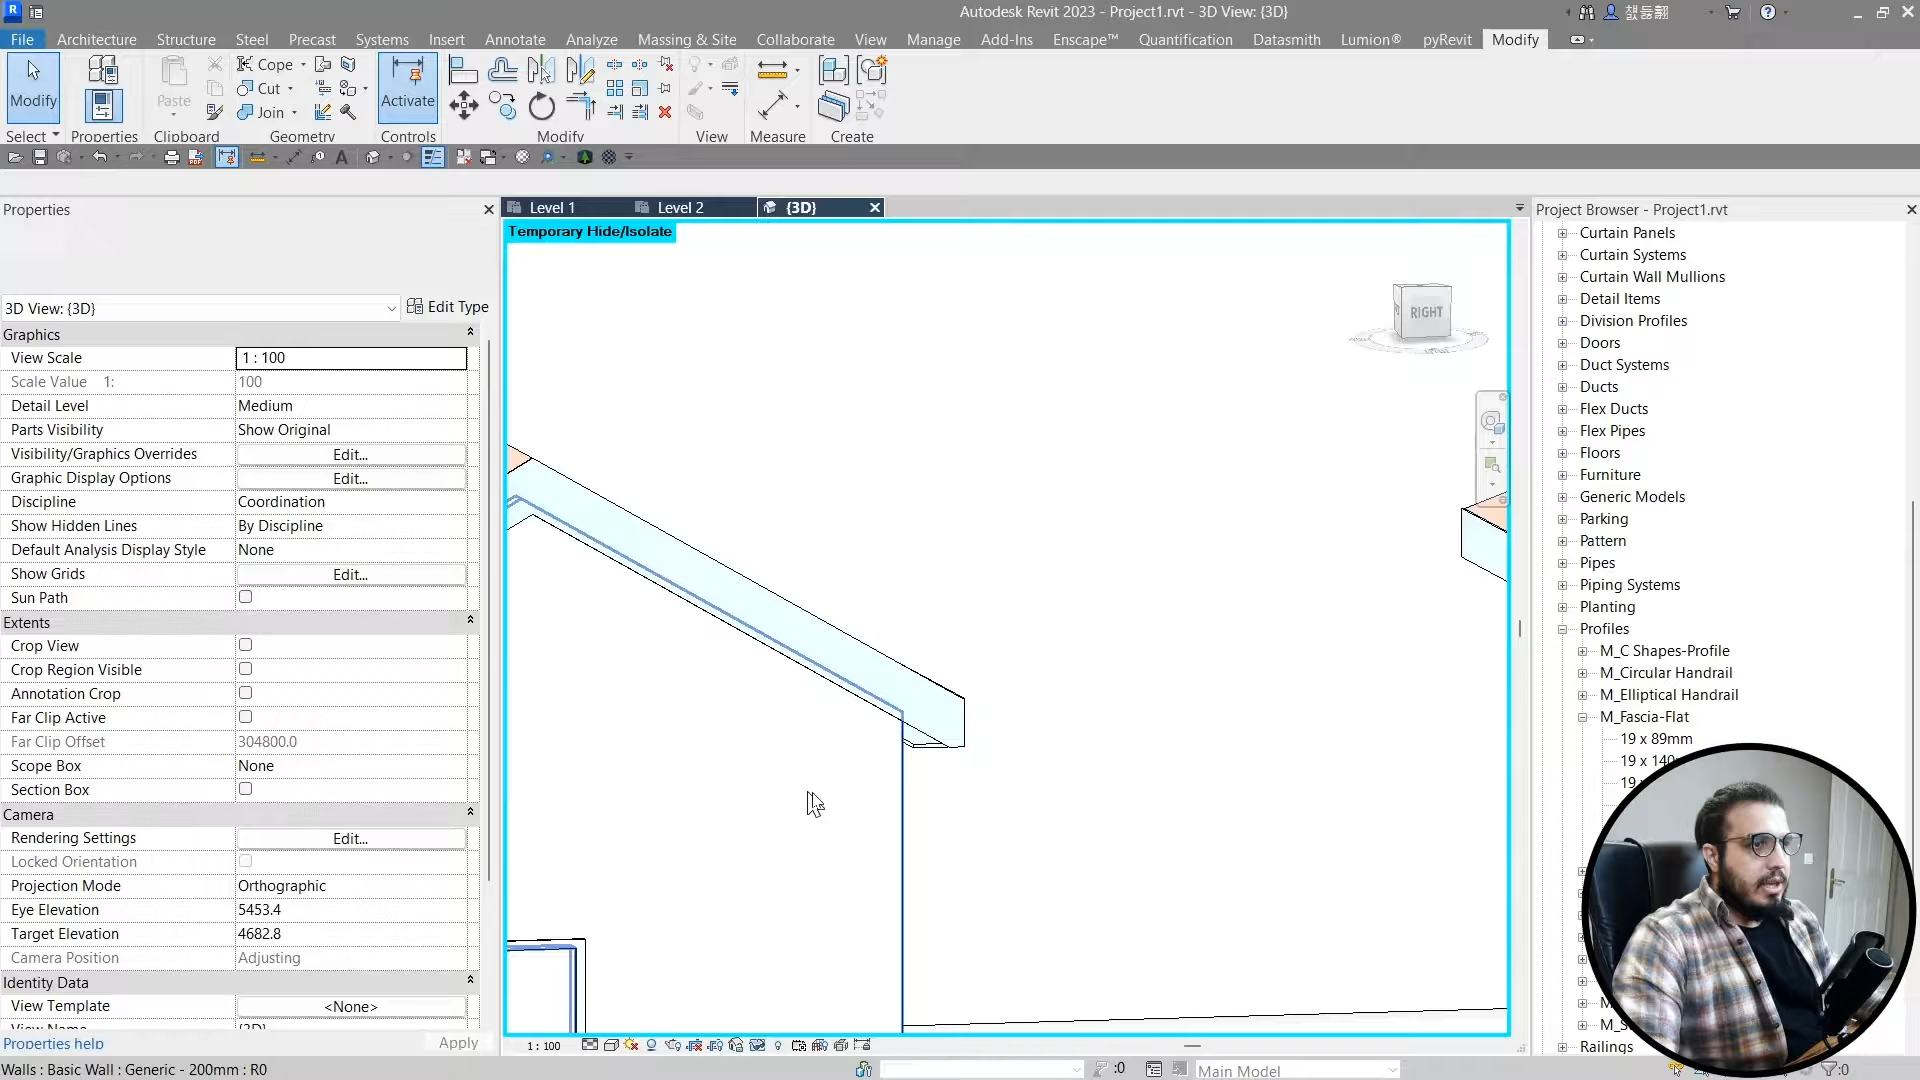 Autodesk Revit 2023 - Project1.rvt - 3D View: {3D}
File Architecture Structure Steel Precast Systems Insert Annotate Analyze Massing & Site Collaborate View Manage Add-Ins Enscape™ Quantification Datasmith Lumion® pyRevit Modify
Modify
Paste
Cope
Cut
Join
Activate
Select Properties Clipboard Geometry Controls Modify View Measure Create
Properties
Level 1
Level 2
{3D}
Project Browser - Project1.rvt
Temporary Hide/Isolate
RIGHT
3D View: {3D}
Edit Type
Graphics
View Scale 1 : 100
Scale Value 1: 100
Detail Level Medium
Parts Visibility Show Original
Visibility/Graphics Overrides Edit...
Graphic Display Options Edit...
Discipline Coordination
Show Hidden Lines By Discipline
Default Analysis Display Style None
Show Grids Edit...
Sun Path
Extents
Crop View
Crop Region Visible
Annotation Crop
Far Clip Active
Far Clip Offset 304800.0
Scope Box None
Section Box
Camera
Rendering Settings Edit...
Locked Orientation
Projection Mode Orthographic
Eye Elevation 5453.4
Target Elevation 4682.8
Camera Position Adjusting
Identity Data
View Template <None>
View Name {3D}
Properties help
Apply
Curtain Panels
Curtain Systems
Curtain Wall Mullions
Detail Items
Division Profiles
Doors
Duct Systems
Ducts
Flex Ducts
Flex Pipes
Floors
Furniture
Generic Models
Parking
Pattern
Pipes
Piping Systems
Planting
Profiles
M_C Shapes-Profile
M_Circular Handrail
M_Elliptical Handrail
M_Fascia-Flat
19 x 89mm
19 x 140
19
Railings
1 : 100
Walls : Basic Wall : Generic - 200mm : R0
:0
Main Model
:0